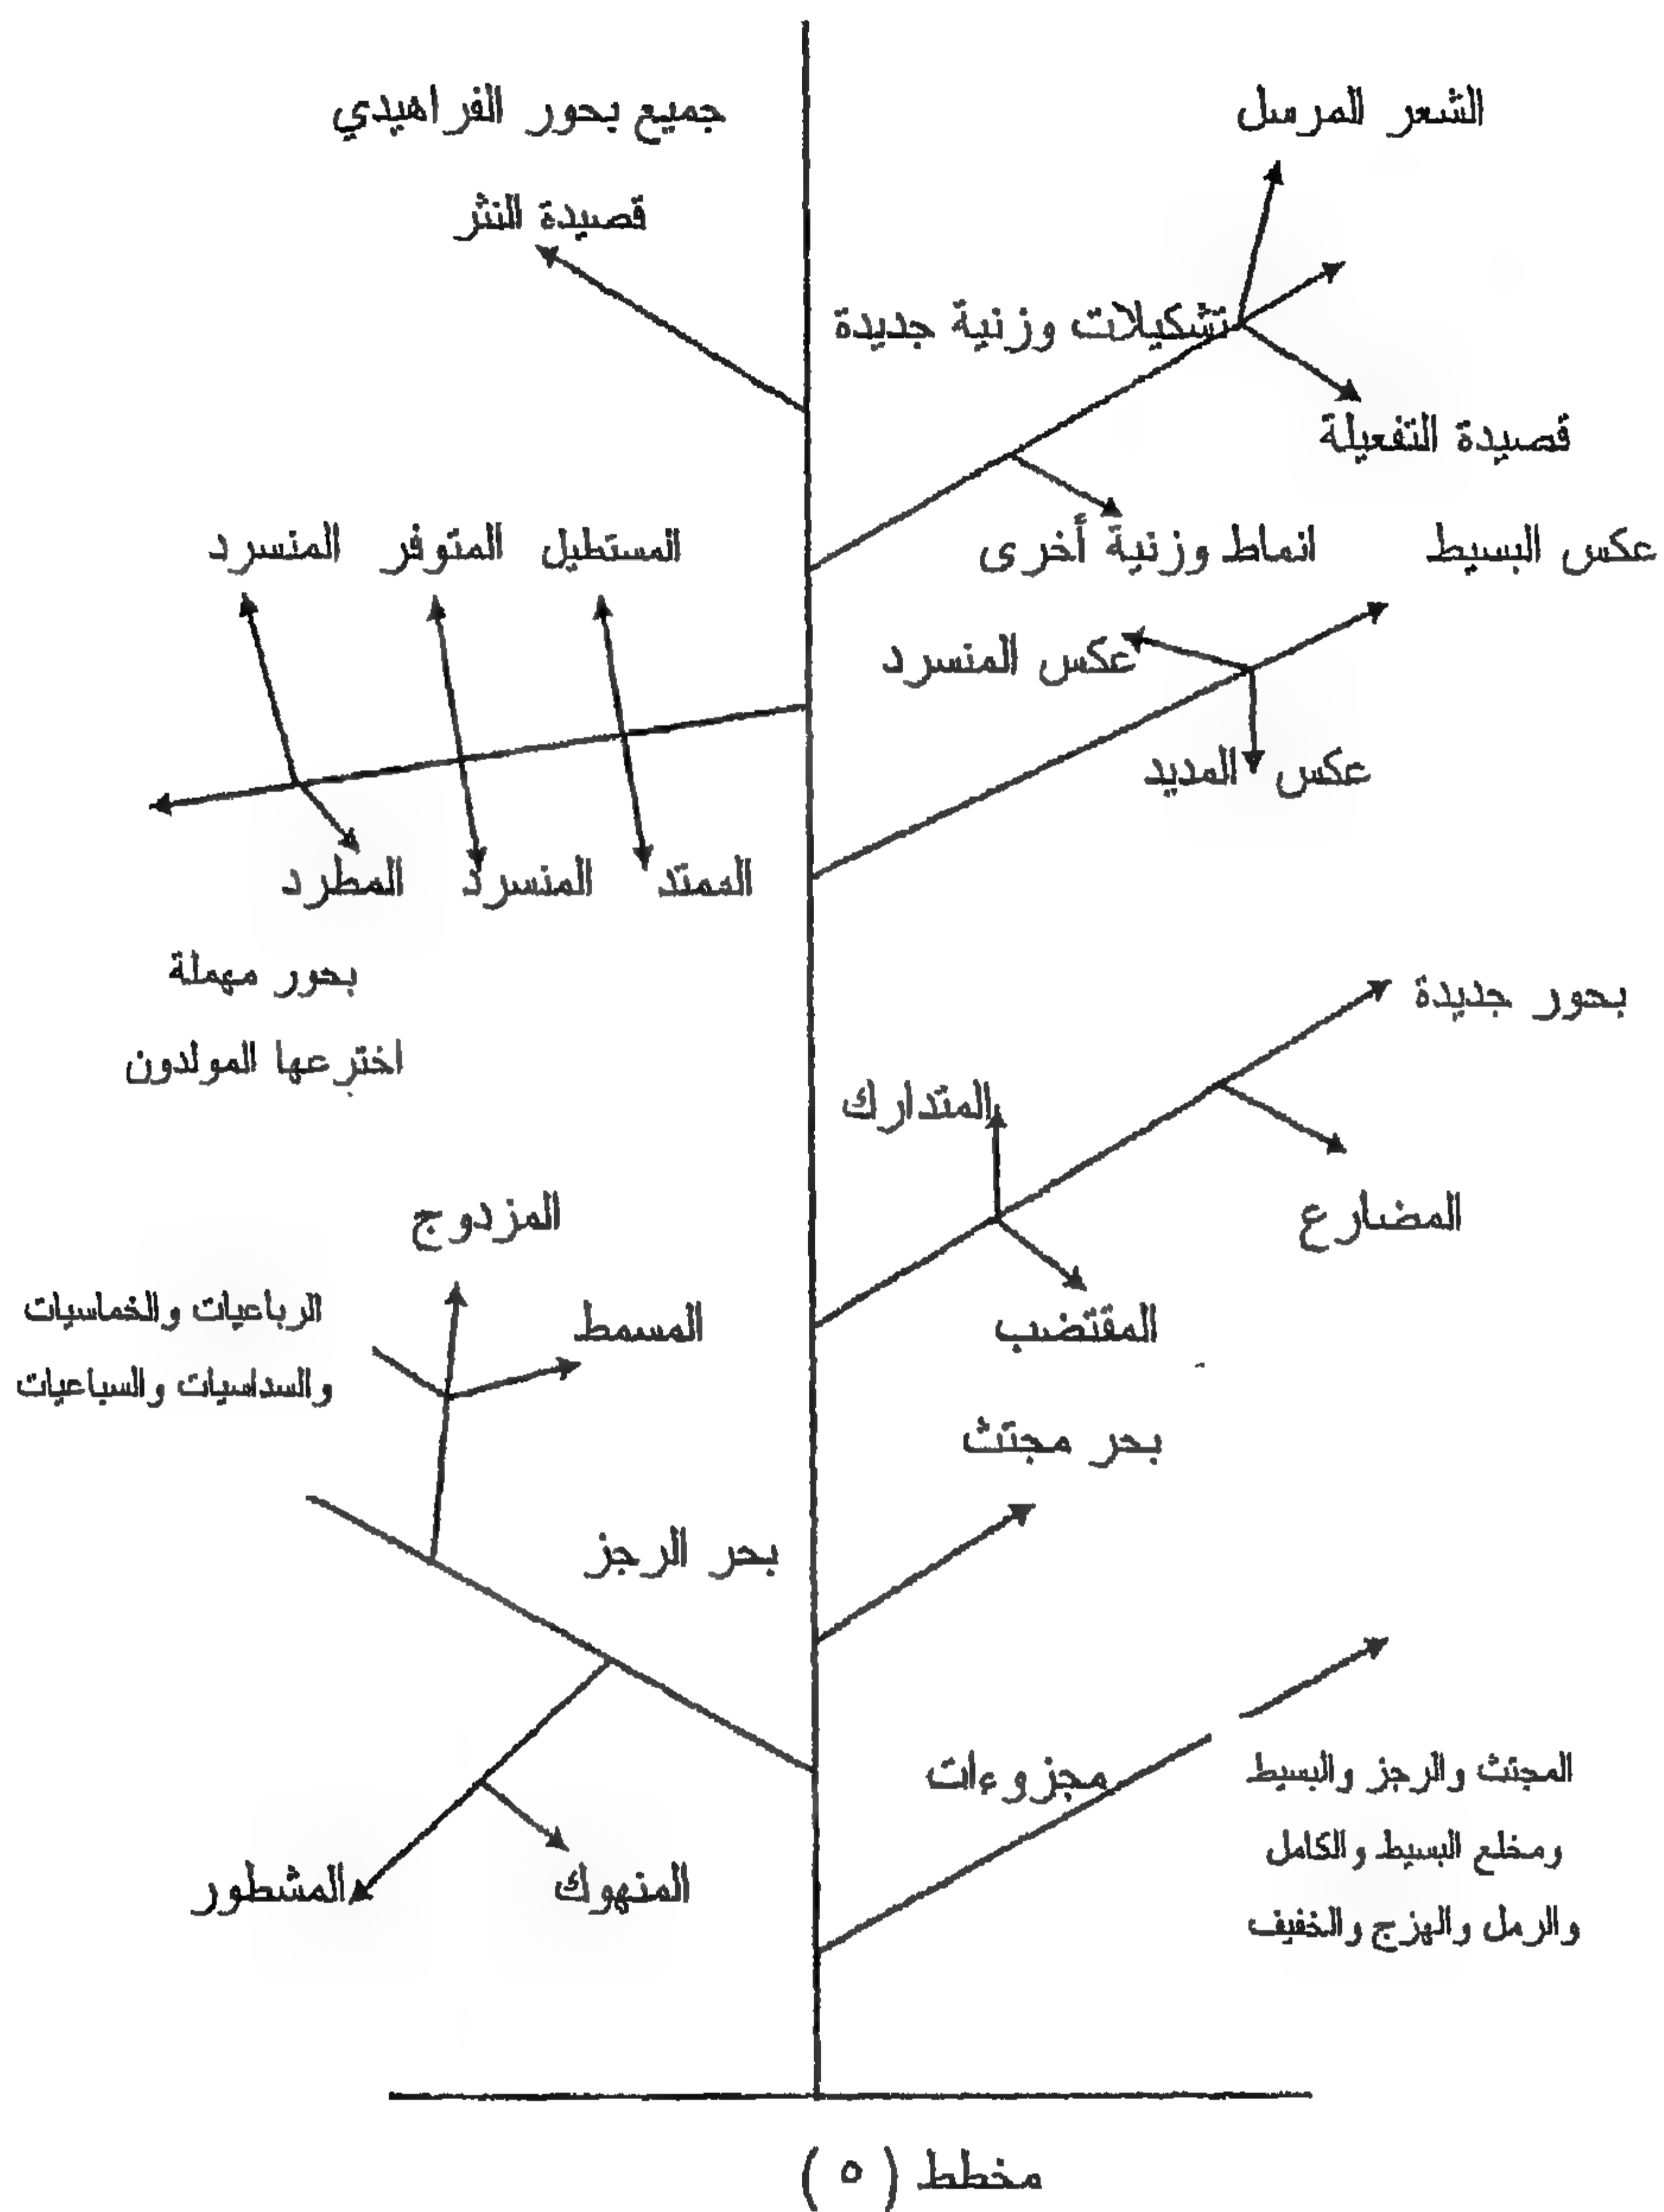 جميع بحور الفراهيدي
الشعر المرسل
قصيدة النثر
تشكيلات وزنية جديدة
قصيدة التفعيلة
عكس البسيط
انماط وزنية أخرى
المستطيل
المتوفر
المنسرد
عكس المنسرد
عكس المديد
الممتد
المنسرد
المطرد
بحور مهملة
اخترعها المولدون
بحور جديدة
المتدارك
المضارع
المقتضب
المزدوج
المسمط
الرباعيات والخماسيات
والسداسيات والسباعيات
بحر مجتث
بحر الرجز
مجزوءات
المجتث والرجز والبسيط
ومخلع البسيط والكامل
والرمل والهزج والخفيف
المنهوك
المشطور
مخطط ( ٥ )